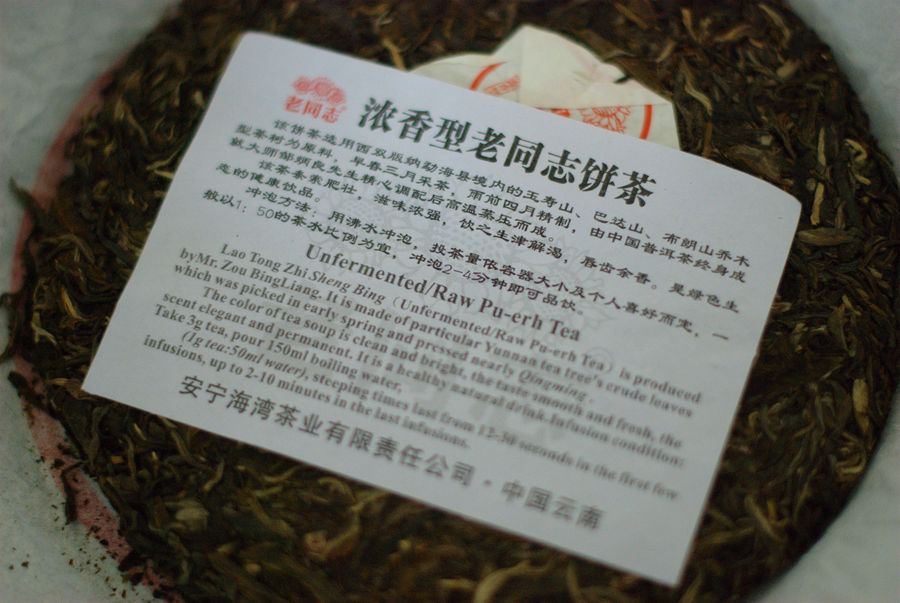 老同志
浓香型老同志饼茶
该饼茶选用西双版纳勐海县境内的玉寿山、巴达山、布朗山乔木
型茶树为原料，早春三月采茶，雨前四月精制，由中国普洱茶终身成
就大师邹炳良先生精心调配后高温蒸压而成。
该茶条索肥壮，滋味浓强，饮之生津解渴，唇齿余香。是绿色生
态的健康饮品。
冲泡方法：用沸水冲泡，投茶量依容器大小及个人喜好而定，一
般以1：50的茶水比例为宜，冲泡2-4分钟即可品饮。
Unfermented/Raw Pu-erh Tea
Lao Tong Zhi Sheng Bing (Unfermented/Raw Pu-erh Tea) is produced
byMr. Zou BingLiang. It is made of particular Yunnan tea tree's crude leaves
which was picked in early spring and pressed nearly Qingming.
The color of tea soup is clean and bright, the taste smooth and fresh, the
scent elegant and permanent. It is a healthy natural drink.Infusion condition:
Take 3g tea, pour 150ml boiling water.
(1g tea:50ml water), steeping times last from 12-30 seconds in the first few
infusions, up to 2-10 minutes in the last infusions.
安宁海湾茶业有限责任公司·中国云南